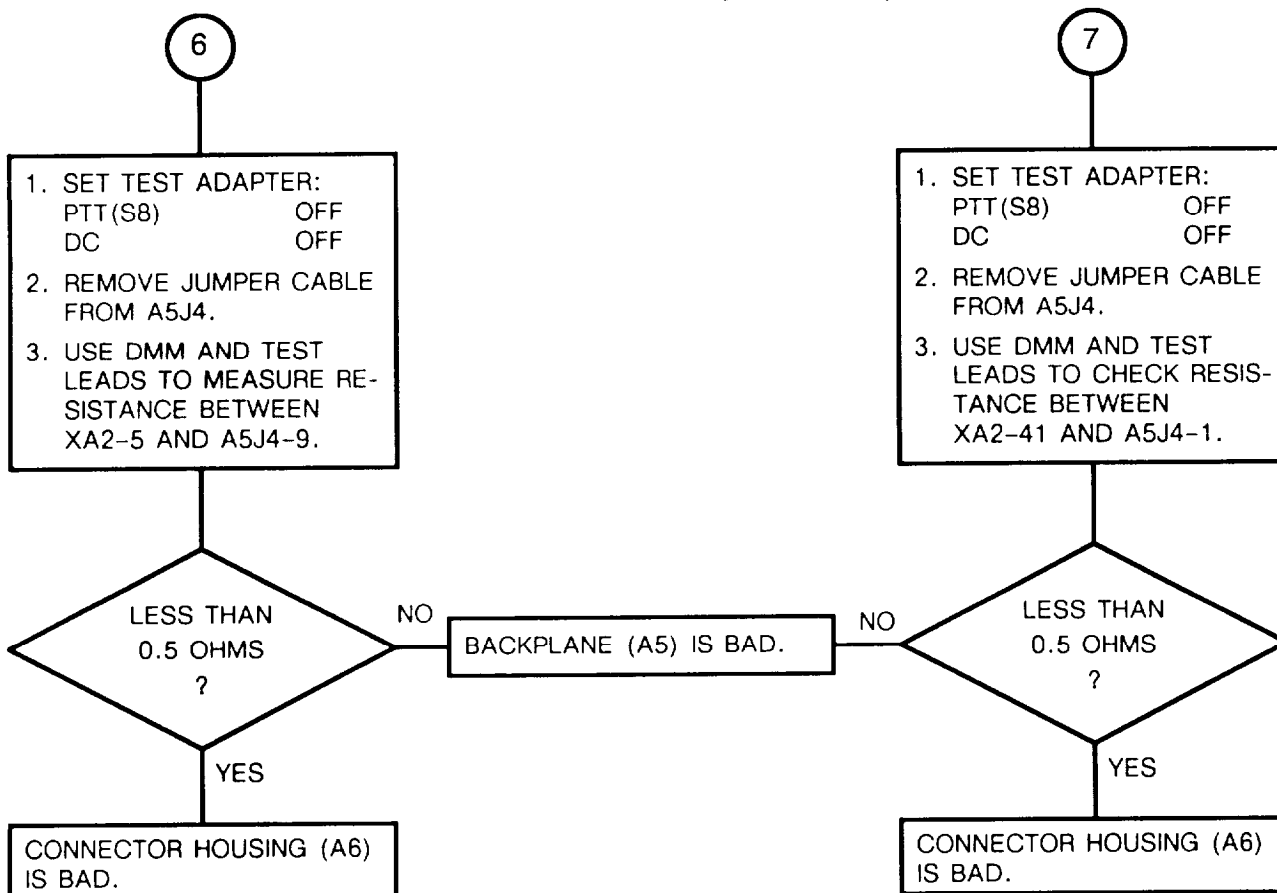 6
1. SET TEST ADAPTER:
PTT(S8) OFF
DC OFF
2. REMOVE JUMPER CABLE
FROM A5J4.
3. USE DMM AND TEST
LEADS TO MEASURE RE-
SISTANCE BETWEEN
XA2-5 AND A5J4-9.
LESS THAN
0.5 OHMS
?
NO
YES
CONNECTOR HOUSING (A6)
IS BAD.
BACKPLANE (A5) IS BAD.
7
1. SET TEST ADAPTER:
PTT(S8) OFF
DC OFF
2. REMOVE JUMPER CABLE
FROM A5J4.
3. USE DMM AND TEST
LEADS TO CHECK RESIS-
TANCE BETWEEN
XA2-41 AND A5J4-1.
LESS THAN
0.5 OHMS
?
NO
YES
CONNECTOR HOUSING (A6)
IS BAD.